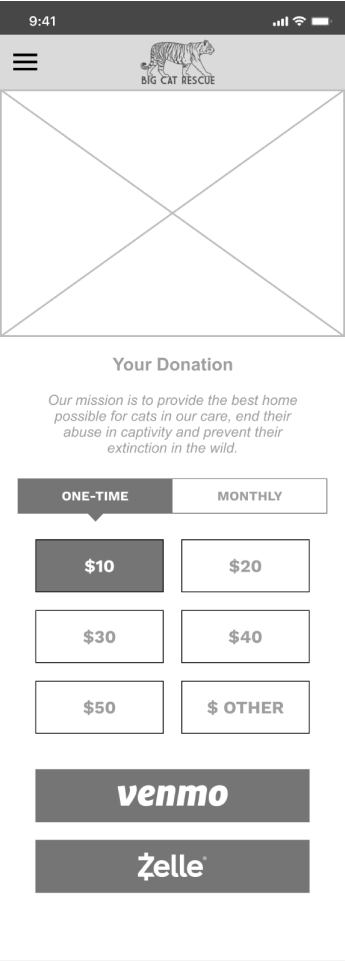 9:41
BIG CAT RESCUE
Your Donation
Our mission is to provide the best home
possible for cats in our care, end their
abuse in captivity and prevent their
extinction in the wild.
ONE-TIME MONTHLY
$10 $20
$30 $40
$50 $ OTHER
venmo
Zelle